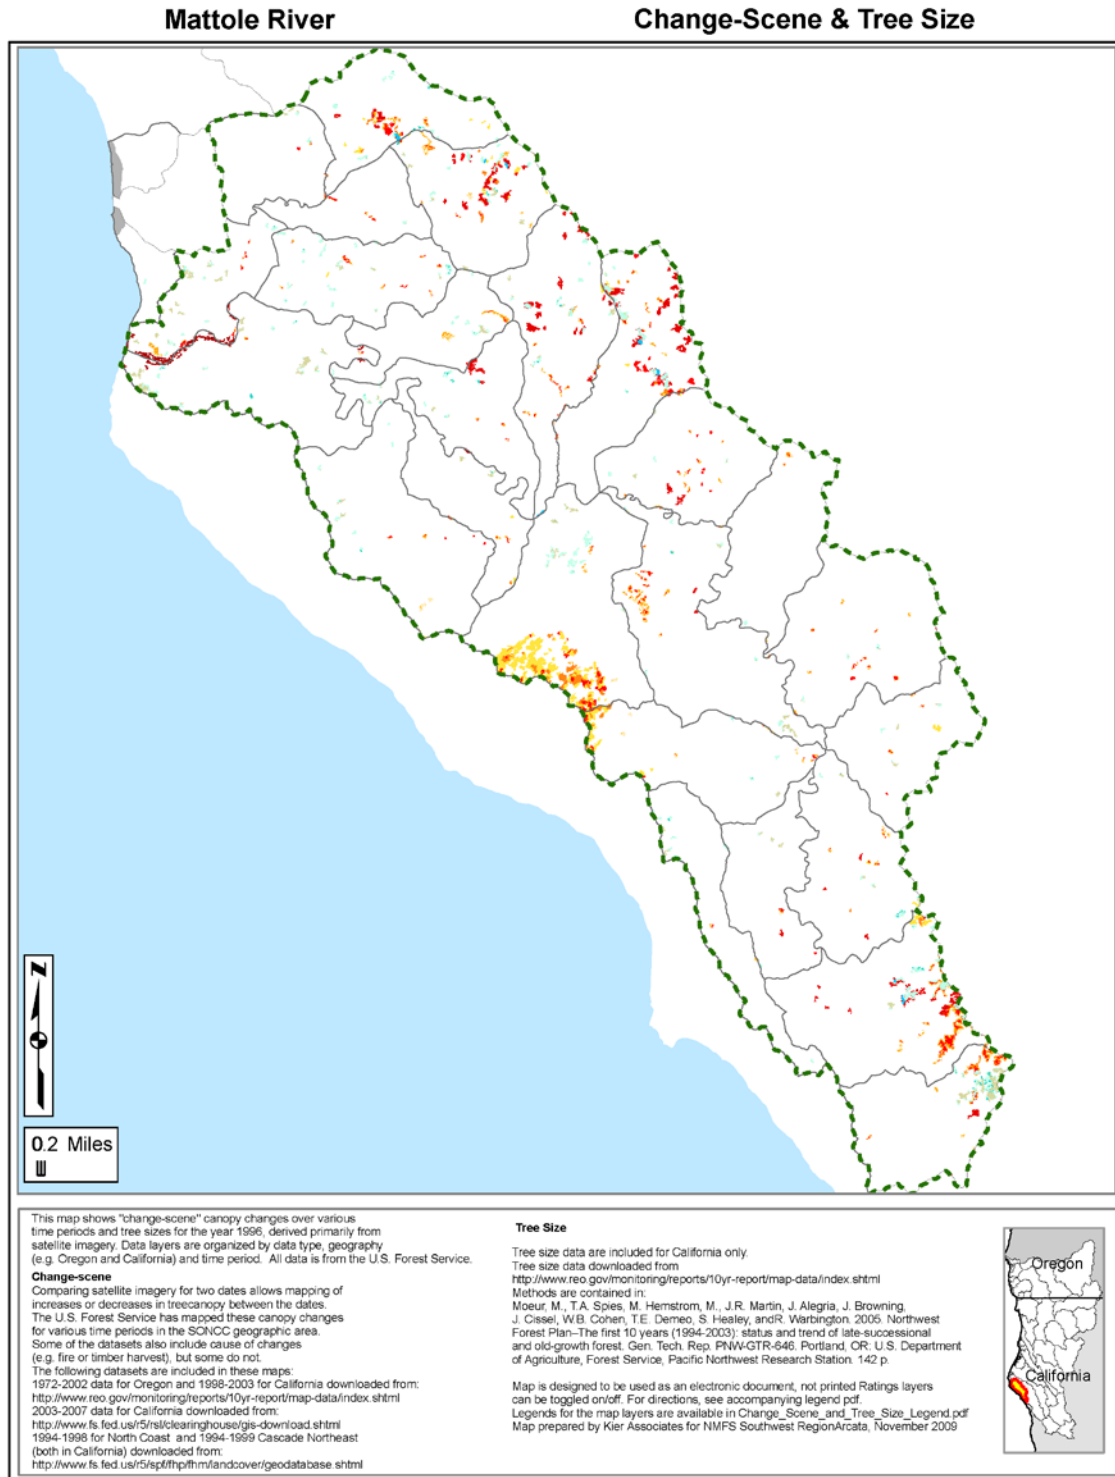 Mattole River
Change-Scene & Tree Size
N
0.2 Miles
This map shows "change-scene" canopy changes over various
time periods and tree sizes for the year 1996, derived primarily from
satellite imagery. Data layers are organized by data type, geography
(e.g. Oregon and California) and time period. All data is from the U.S. Forest Service.
Change-scene
Comparing satellite imagery for two dates allows mapping of
increases or decreases in treecanopy between the dates.
The U.S. Forest Service has mapped these canopy changes
for various time periods in the SONCC geographic area.
Some of the datasets also include cause of changes
(e.g. fire or timber harvest), but some do not.
The following datasets are included in these maps:
1972-2002 data for Oregon and 1998-2003 for California downloaded from:
http://www.reo.gov/monitoring/reports/10yr-report/map-data/index.shtml
2003-2007 data for California downloaded from:
http://www.fs.fed.us/r5/rsl/clearinghouse/gis-download.shtml
1994-1998 for North Coast and 1994-1999 Cascade Northeast
(both in California) downloaded from:
http://www.fs.fed.us/r5/spf/fhp/fhm/landcover/geodatabase.shtml
Tree Size
Tree size data are included for California only.
Tree size data downloaded from
http://www.reo.gov/monitoring/reports/10yr-report/map-data/index.shtml
Methods are contained in:
Moeur, M., T.A. Spies, M. Hemstrom, M., J.R. Martin, J. Alegria, J. Browning,
J. Cissel, W.B. Cohen, T.E. Demeo, S. Healey, andR. Warbington. 2005. Northwest
Forest Plan–The first 10 years (1994-2003): status and trend of late-successional
and old-growth forest. Gen. Tech. Rep. PNW-GTR-646. Portland, OR: U.S. Department
of Agriculture, Forest Service, Pacific Northwest Research Station. 142 p.
Map is designed to be used as an electronic document, not printed Ratings layers
can be toggled on/off. For directions, see accompanying legend pdf.
Legends for the map layers are available in Change_Scene_and_Tree_Size_Legend.pdf
Map prepared by Kier Associates for NMFS Southwest RegionArcata, November 2009
Oregon
California